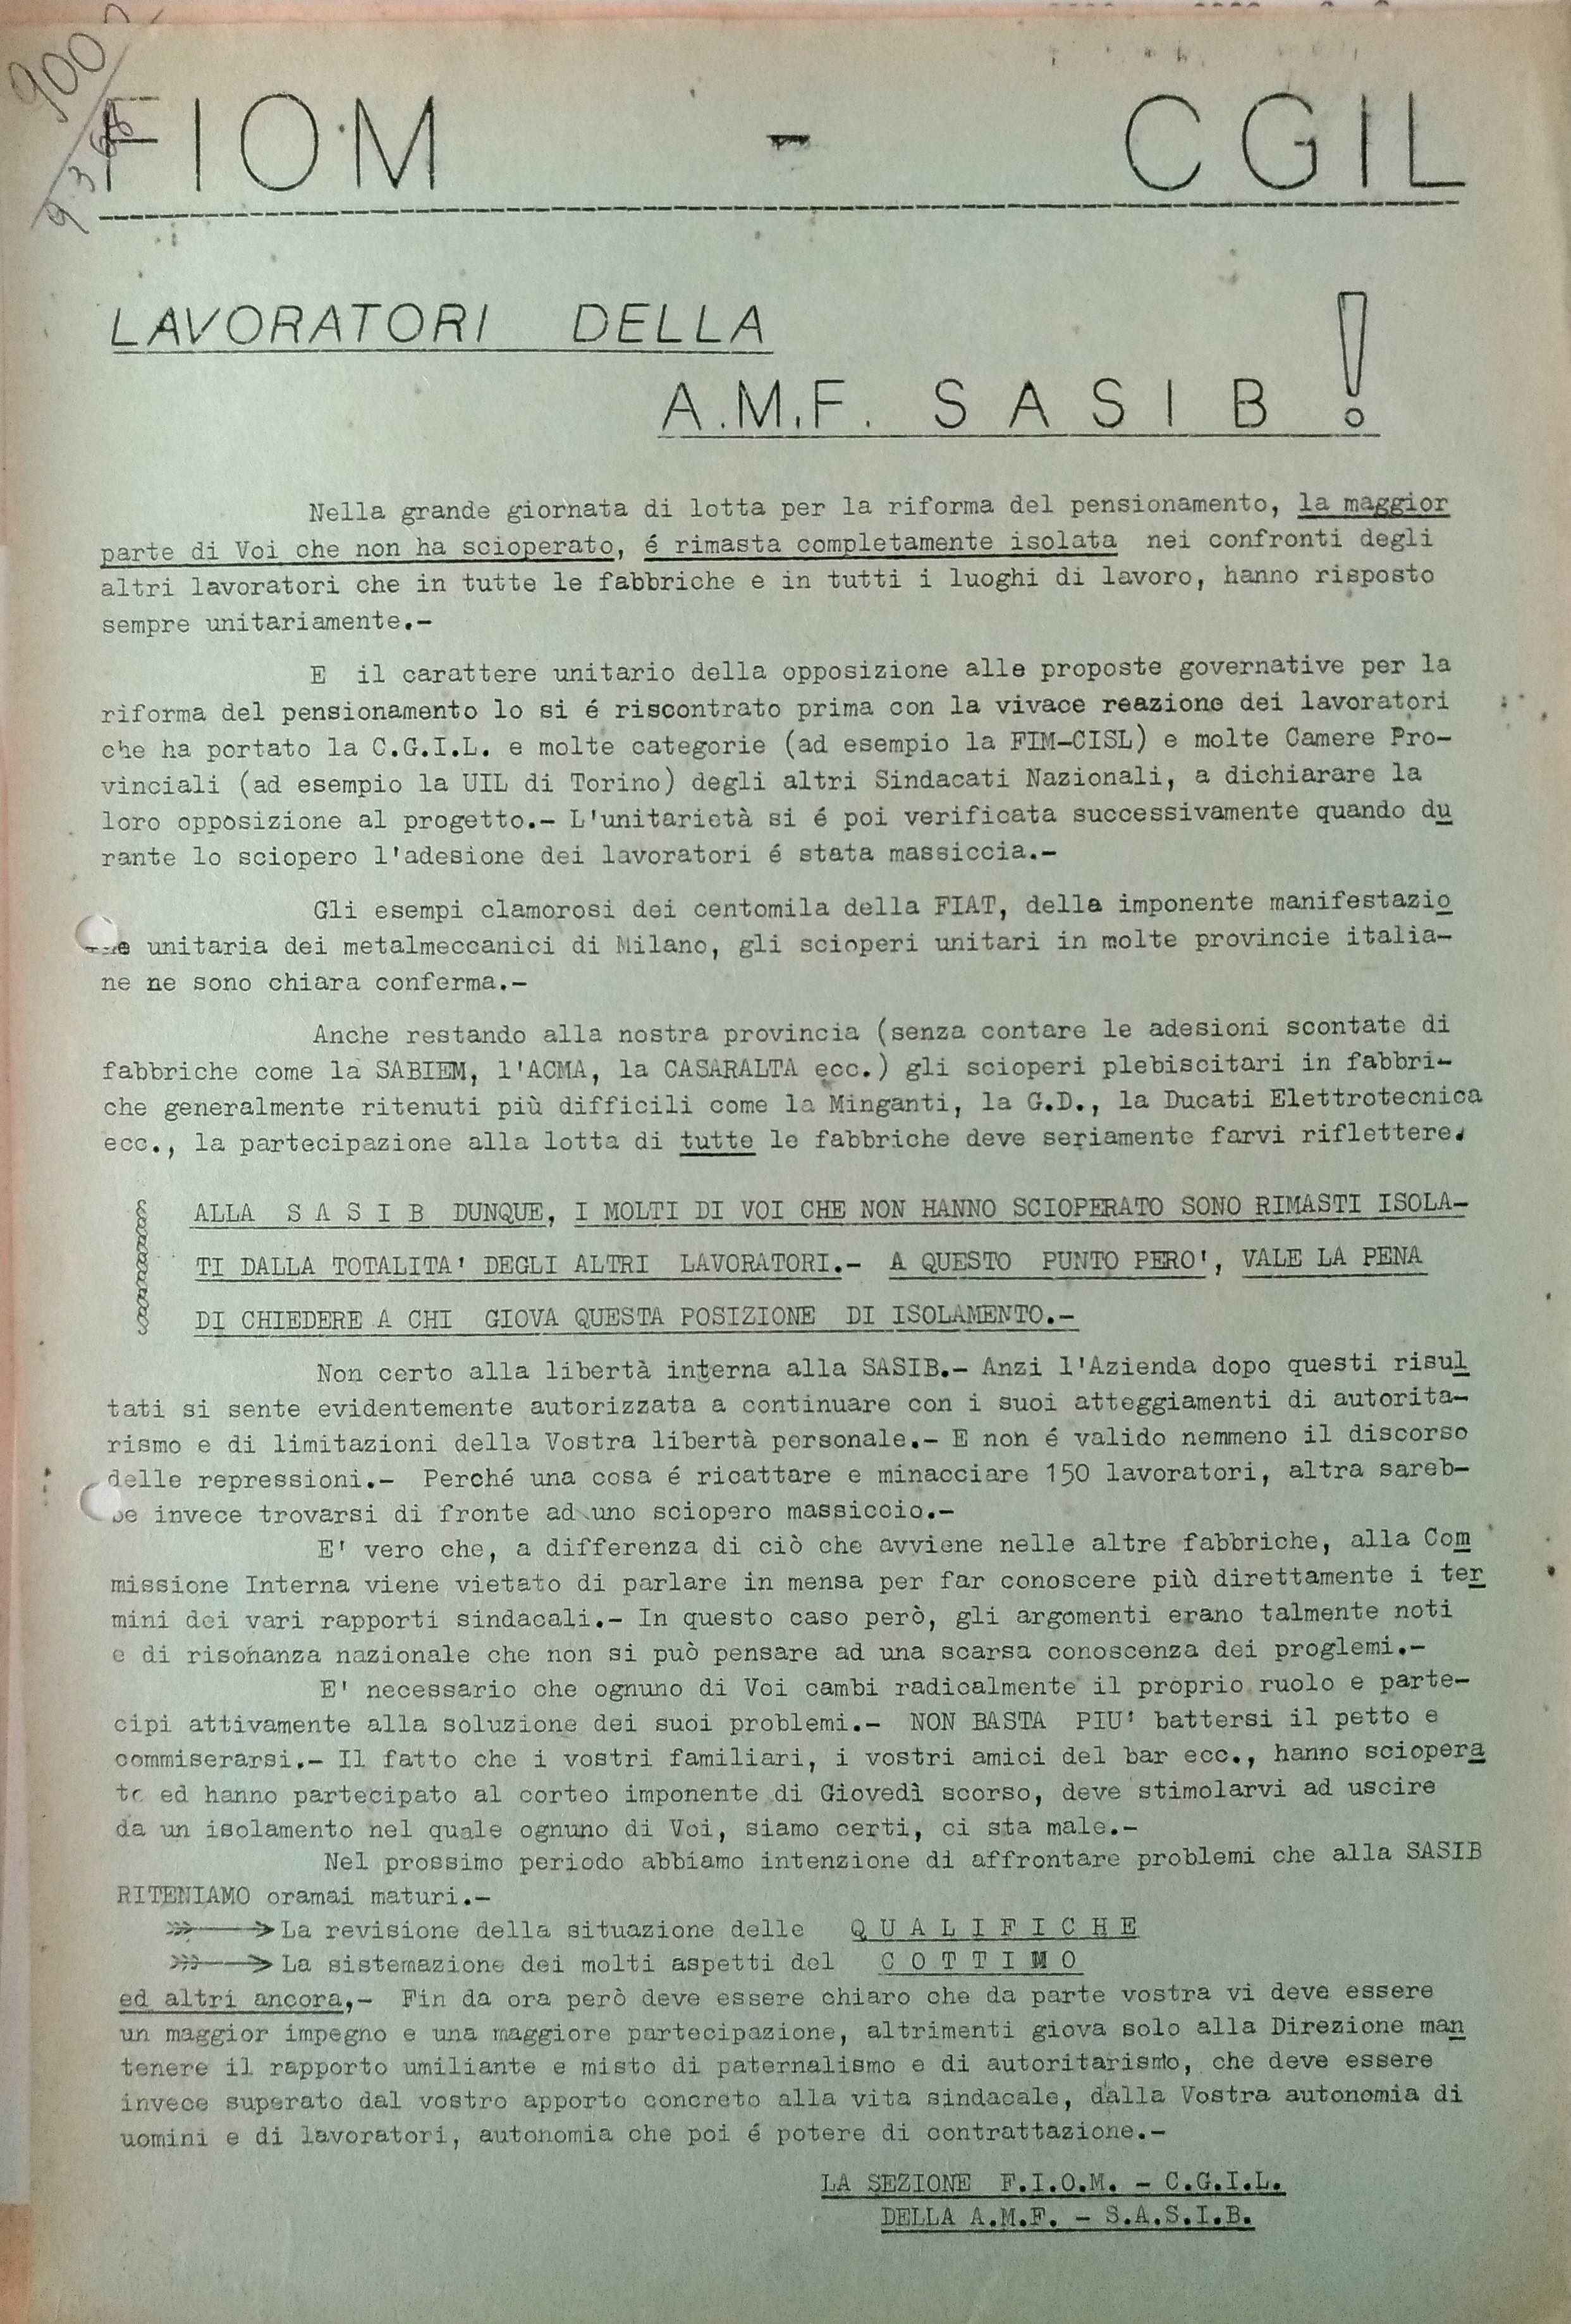 900
9 3 68
FIOM - CGIL
LAVORATORI DELLA
A.M.F. S A S I B !
Nella grande giornata di lotta per la riforma del pensionamento, la maggior
parte di Voi che non ha scioperato, é rimasta completamente isolata nei confronti degli
altri lavoratori che in tutte le fabbriche e in tutti i luoghi di lavoro, hanno risposto
sempre unitariamente.-
E il carattere unitario della opposizione alle proposte governative per la
riforma del pensionamento lo si é riscontrato prima con la vivace reazione dei lavoratori
che ha portato la C.G.I.L. e molte categorie (ad esempio la FIM-CISL) e molte Camere Pro-
vinciali (ad esempio la UIL di Torino) degli altri Sindacati Nazionali, a dichiarare la
loro opposizione al progetto.- L'unitarietà si é poi verificata successivamente quando du
rante lo sciopero l'adesione dei lavoratori é stata massiccia.-
Gli esempi clamorosi dei centomila della FIAT, della imponente manifestazio
ne unitaria dei metalmeccanici di Milano, gli scioperi unitari in molte provincie italia-
ne ne sono chiara conferma.-
Anche restando alla nostra provincia (senza contare le adesioni scontate di
fabbriche come la SABIEM, l'ACMA, la CASARALTA ecc.) gli scioperi plebiscitari in fabbri-
che generalmente ritenuti più difficili come la Minganti, la G.D., la Ducati Elettrotecnica
ecc., la partecipazione alla lotta di tutte le fabbriche deve seriamente farvi riflettere.
ALLA S A S I B DUNQUE, I MOLTI DI VOI CHE NON HANNO SCIOPERATO SONO RIMASTI ISOLA-
TI DALLA TOTALITA' DEGLI ALTRI LAVORATORI.- A QUESTO PUNTO PERO', VALE LA PENA
DI CHIEDERE A CHI GIOVA QUESTA POSIZIONE DI ISOLAMENTO.-
Non certo alla libertà interna alla SASIB.- Anzi l'Azienda dopo questi risul
tati si sente evidentemente autorizzata a continuare con i suoi atteggiamenti di autorita-
rismo e di limitazioni della Vostra libertà personale.- E non é valido nemmeno il discorso
delle repressioni.- Perché una cosa é ricattare e minacciare 150 lavoratori, altra sareb-
be invece trovarsi di fronte ad uno sciopero massiccio.-
E' vero che, a differenza di ciò che avviene nelle altre fabbriche, alla Com
missione Interna viene vietato di parlare in mensa per far conoscere più direttamente i ter
mini dei vari rapporti sindacali.- In questo caso però, gli argomenti erano talmente noti
e di risonanza nazionale che non si può pensare ad una scarsa conoscenza dei proglemi.-
E' necessario che ognuno di Voi cambi radicalmente il proprio ruolo e parte-
cipi attivamente alla soluzione dei suoi problemi.- NON BASTA PIU' battersi il petto e
commiserarsi.- Il fatto che i vostri familiari, i vostri amici del bar ecc., hanno sciopera
to ed hanno partecipato al corteo imponente di Giovedì scorso, deve stimolarvi ad uscire
da un isolamento nel quale ognuno di Voi, siamo certi, ci sta male.-
Nel prossimo periodo abbiamo intenzione di affrontare problemi che alla SASIB
RITENIAMO oramai maturi.-
La revisione della situazione delle Q U A L I F I C H E
La sistemazione dei molti aspetti del C O T T I M O
ed altri ancora,- Fin da ora però deve essere chiaro che da parte vostra vi deve essere
un maggior impegno e una maggiore partecipazione, altrimenti giova solo alla Direzione man
tenere il rapporto umiliante e misto di paternalismo e di autoritarismo, che deve essere
invece superato dal vostro apporto concreto alla vita sindacale, dalla Vostra autonomia di
uomini e di lavoratori, autonomia che poi é potere di contrattazione.-
LA SEZIONE F.I.O.M. - C.G.I.L.
DELLA A.M.F. - S.A.S.I.B.